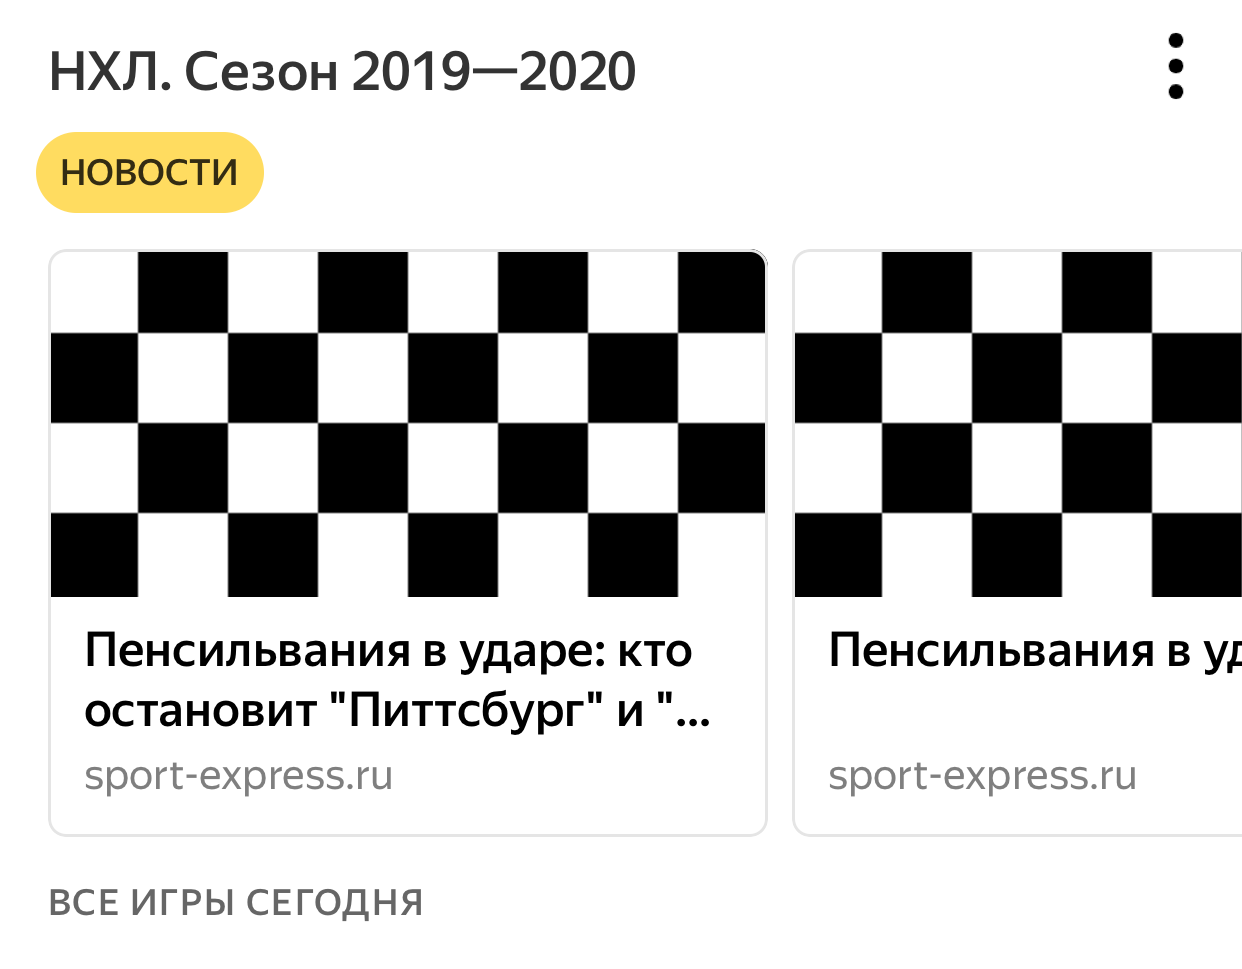 НХЛ. Сезон 2019—2020
НОВОСТИ
Пенсильвания в ударе: кто
остановит "Питтсбург" и "...
sport-express.ru
Пенсильвания в уд
sport-express.ru
ВСЕ ИГРЫ СЕГОДНЯ